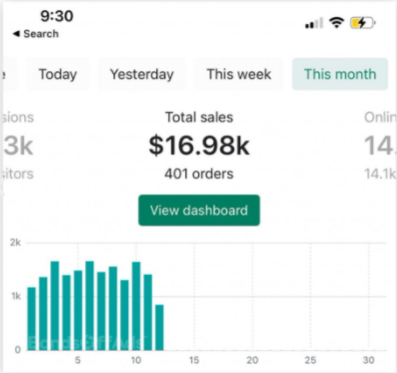 9:30
◄ Search
e Today Yesterday This week This month
sions Total sales Onlin
3k $16.98k 14.
sitors 401 orders 14.1k
View dashboard
2k
1k
0
5 10 15 20 25 30